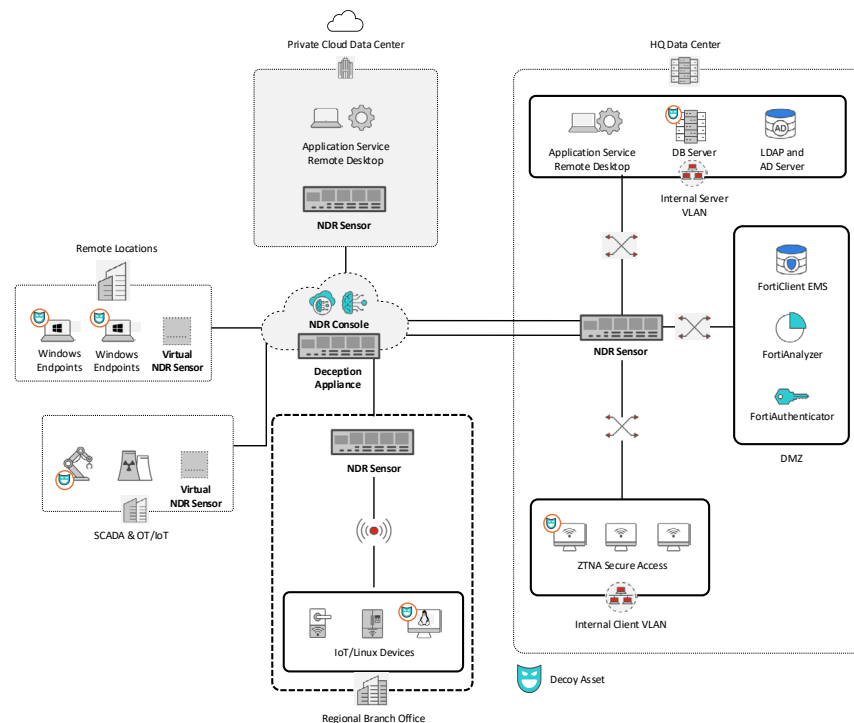 Private Cloud Data Center
HQ Data Center
Application Service
Remote Desktop
NDR Sensor
Application Service
Remote Desktop
DB Server
LDAP and
AD Server
AD
Internal Server
VLAN
Remote Locations
Windows
Endpoints
Windows
Endpoints
Virtual
NDR Sensor
NDR Console
Deception
Appliance
NDR Sensor
FortiClient EMS
FortiAnalyzer
FortiAuthenticator
DMZ
Virtual
NDR Sensor
SCADA & OT/IoT
NDR Sensor
IoT/Linux Devices
Regional Branch Office
ZTNA Secure Access
Internal Client VLAN
Decoy Asset